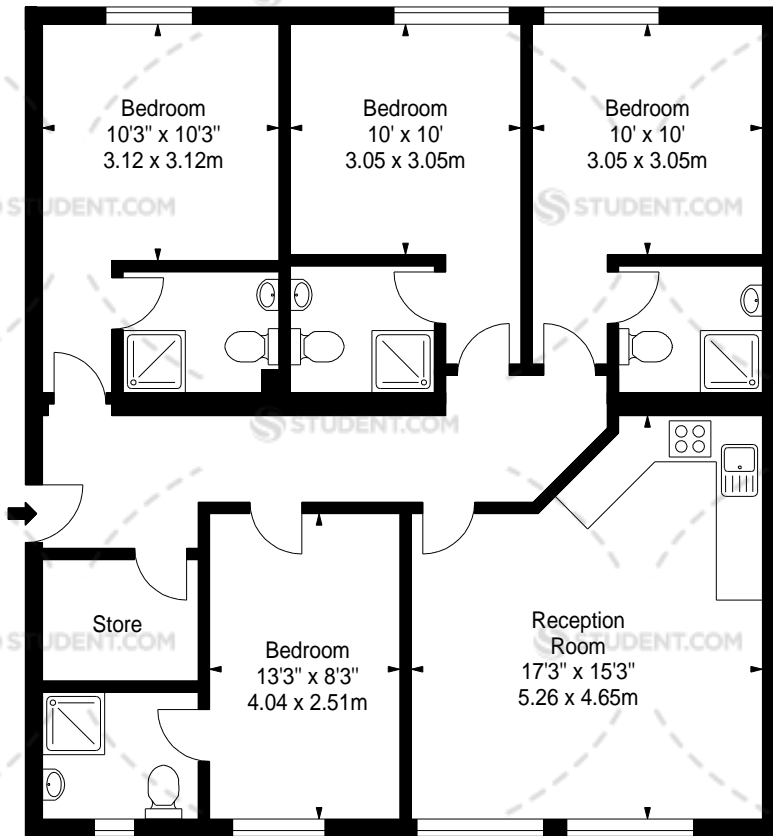 Bedroom
10'3" x 10'3"
3.12 x 3.12m
Bedroom
10' x 10'
3.05 x 3.05m
Bedroom
10' x 10'
3.05 x 3.05m
STUDENT.COM
STUDENT.COM
STUDENT.COM
Store
STUDENT.COM
Bedroom
13'3" x 8'3"
4.04 x 2.51m
Reception
Room
17'3" x 15'3"
5.26 x 4.65m
STUDENT.COM